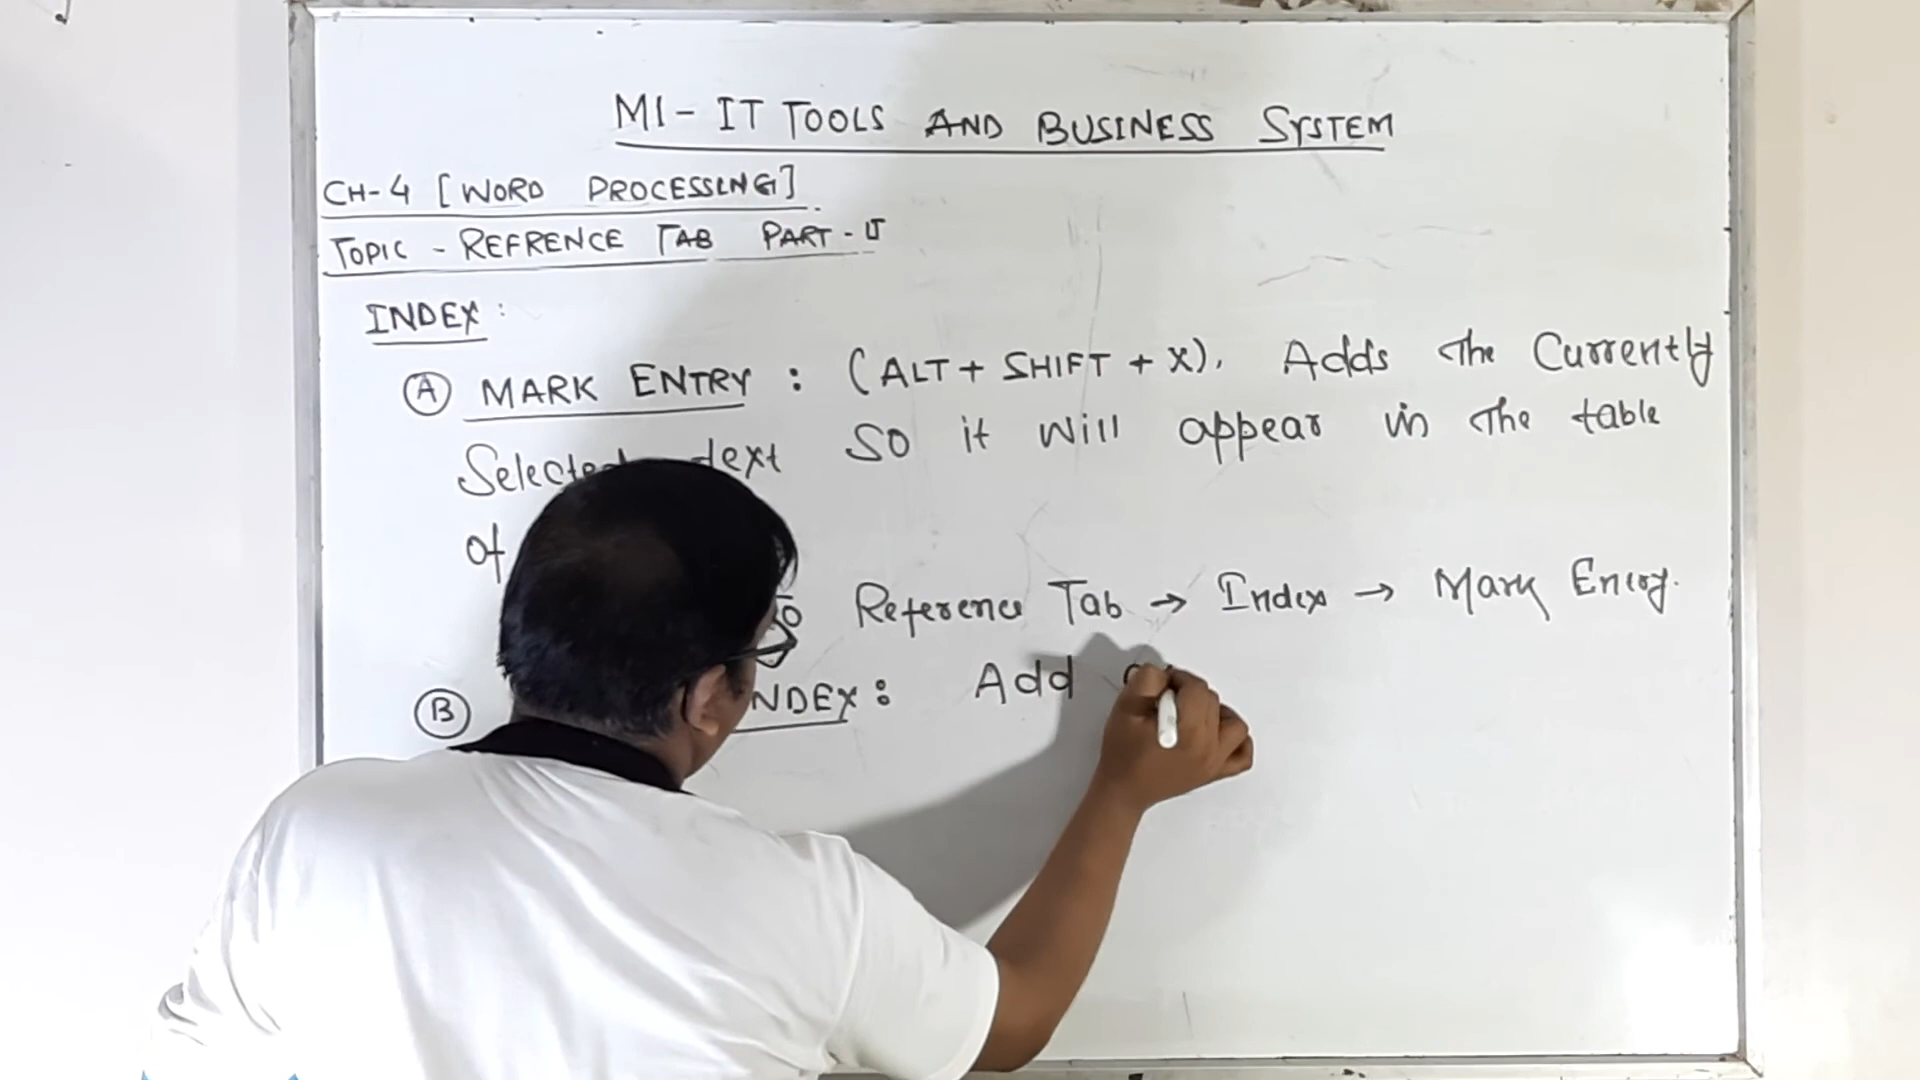 M1 - IT TOOLS AND BUSINESS SYSTEM
CH-4 [WORD PROCESSING]
TOPIC - REFRENCE TAB PART - II
INDEX :
(A) MARK ENTRY : (ALT + SHIFT + X). Adds the Currently
Selected text So it will appear in the table
of
Reference Tab → Index → Mark Entry.
(B) NDEX : Add